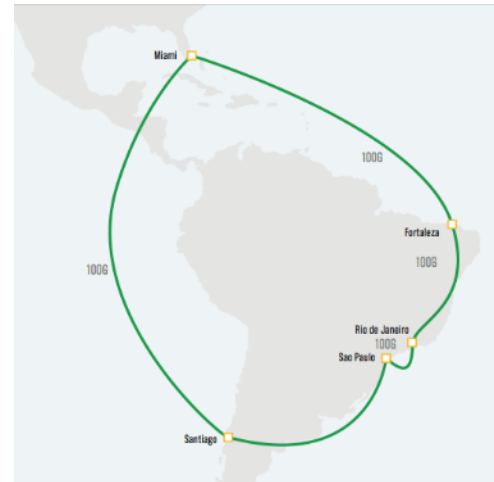 Miami
100G
Fortaleza
100G
100G
Rio de Janeiro
100G
Sao Paulo
Santiago